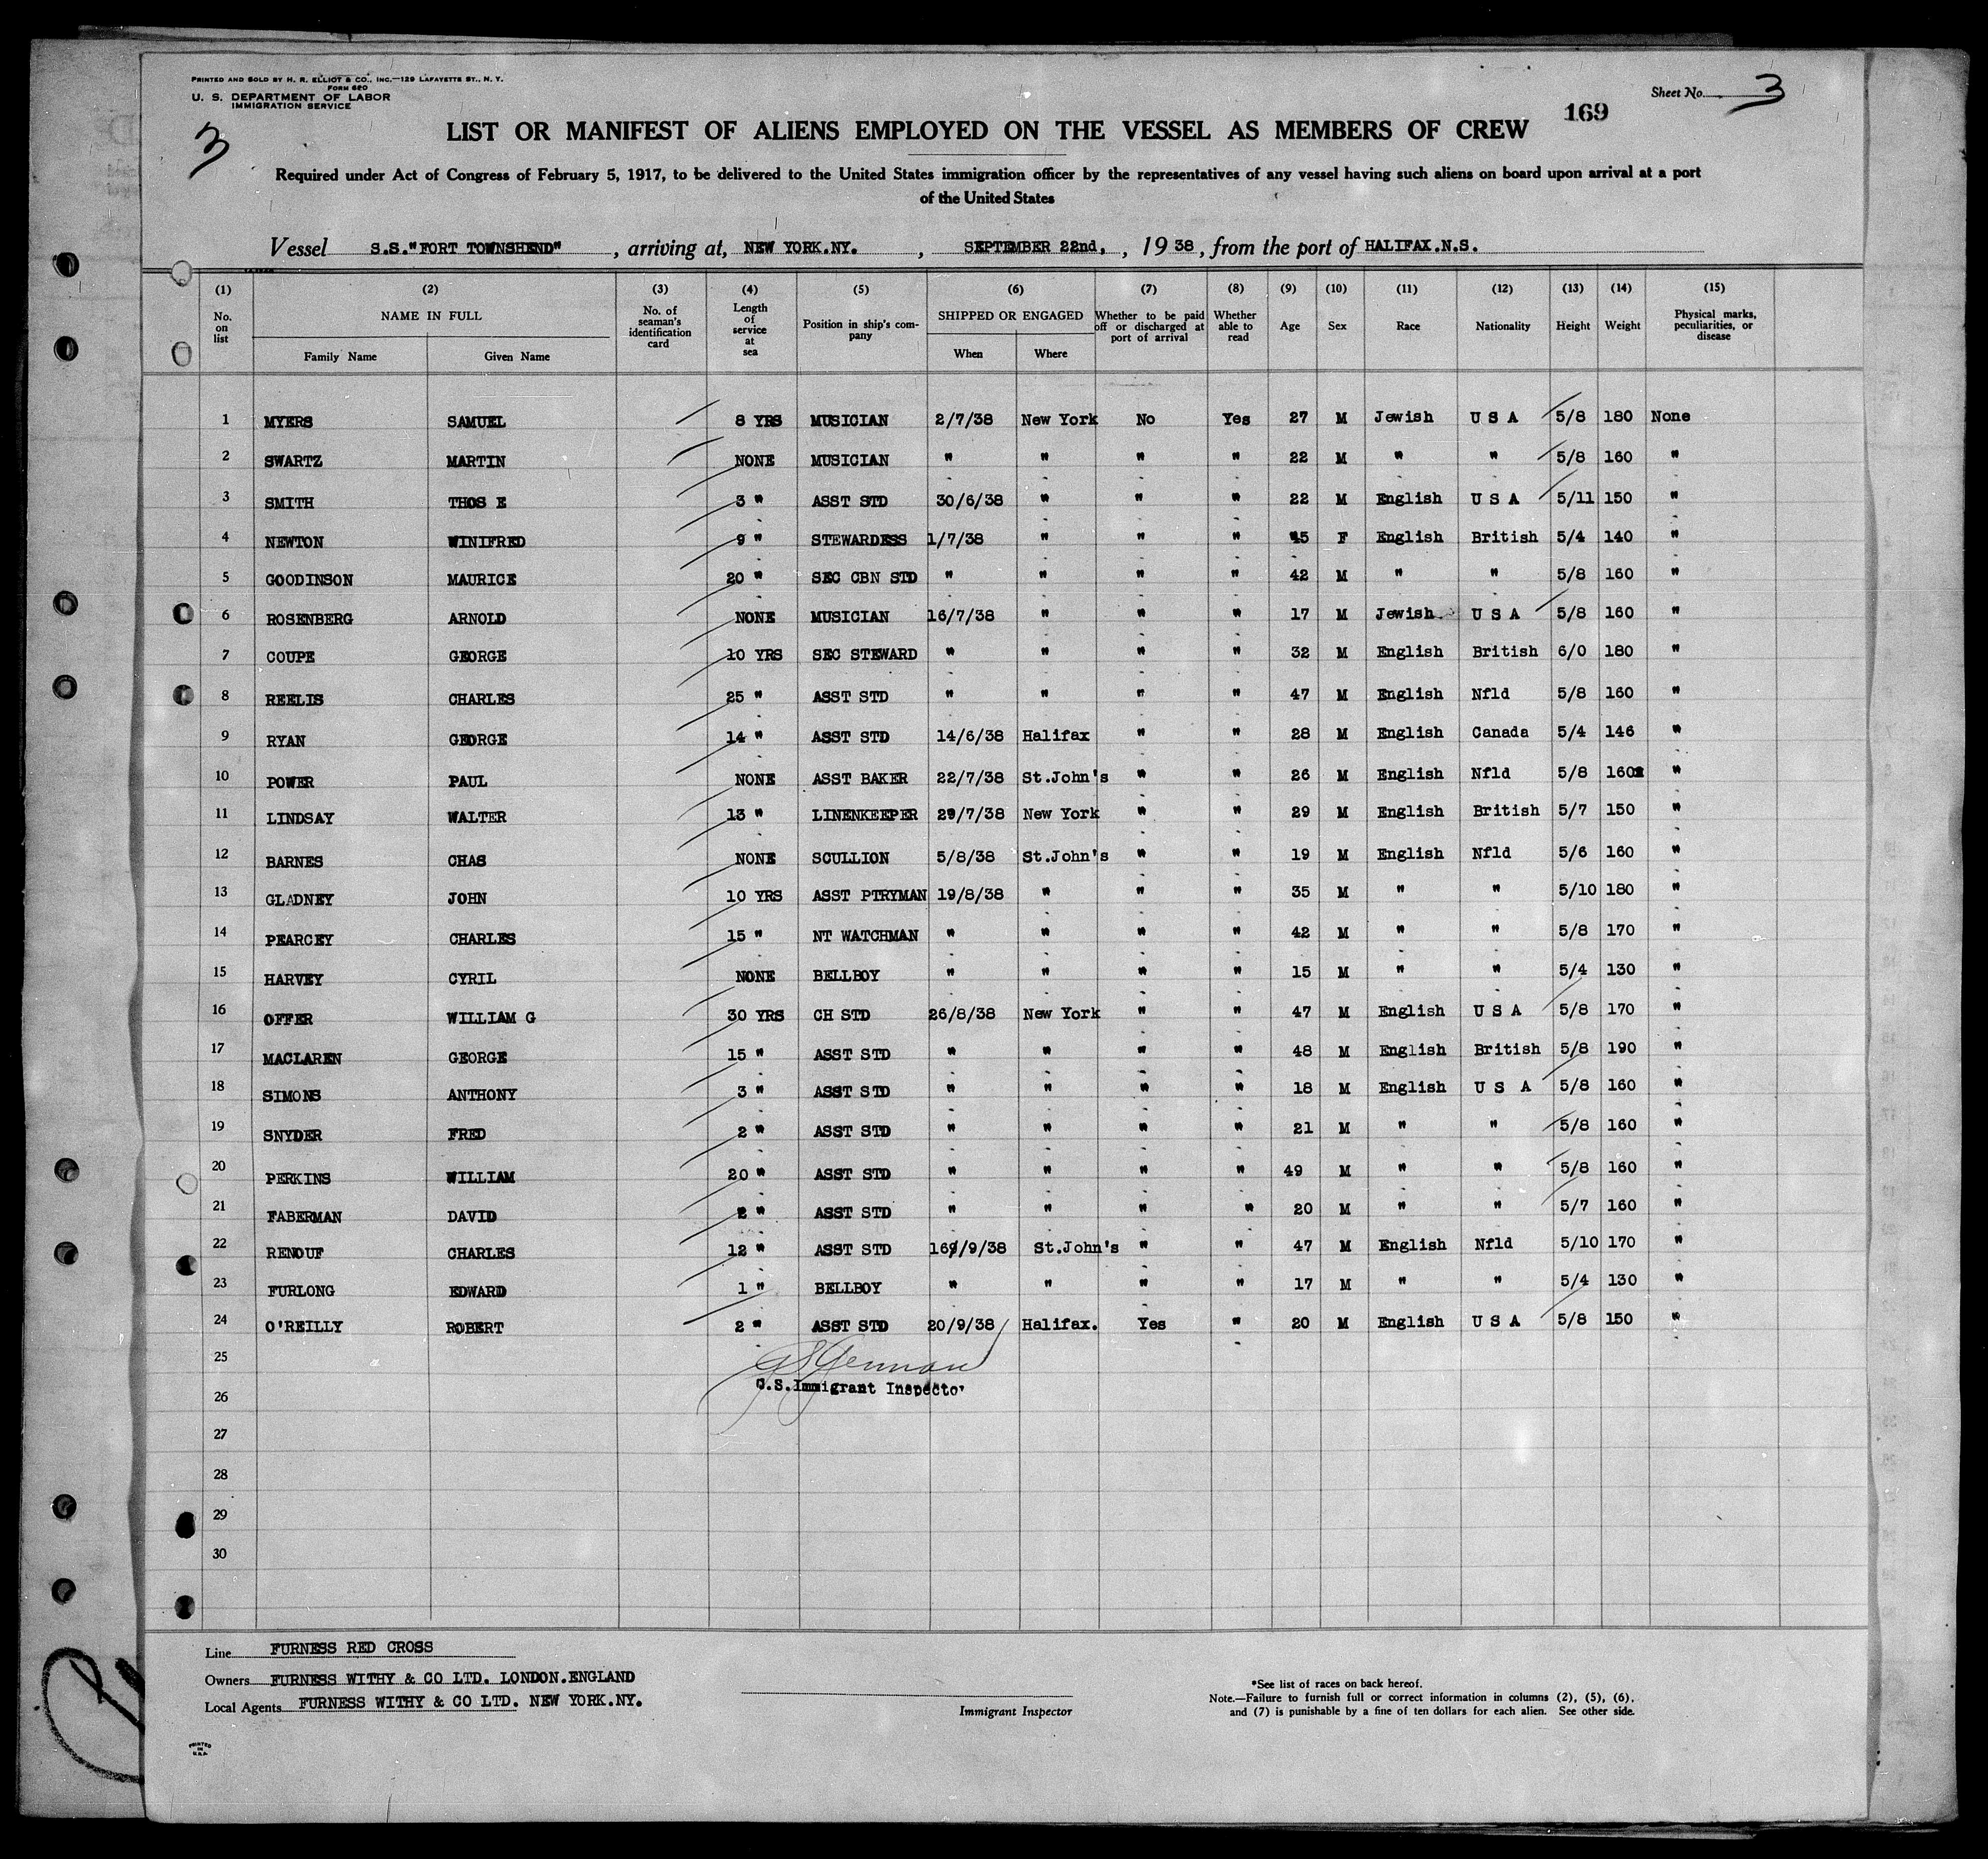 PRINTED AND SOLD BY H. R. ELLIOT & CO., INC.—129 LAFAYETTE ST., N. Y.
FORM 620
U. S. DEPARTMENT OF LABOR
IMMIGRATION SERVICE
Sheet No. 3
169
3
LIST OR MANIFEST OF ALIENS EMPLOYED ON THE VESSEL AS MEMBERS OF CREW
Required under Act of Congress of February 5, 1917, to be delivered to the United States immigration officer by the representatives of any vessel having such aliens on board upon arrival at a port
of the United States
Vessel S.S."FORT TOWNSHEND" , arriving at, NEW YORK.NY. , SEPTEMBER 22nd, , 19 38, from the port of HALIFAX.N.S.
(1) (2) (3) (4) (5) (6) (7) (8) (9) (10) (11) (12) (13) (14) (15)
No. on list NAME IN FULL Family Name Given Name No. of seaman's identification card Length of service at sea Position in ship's company SHIPPED OR ENGAGED When Where Whether to be paid off or discharged at port of arrival Whether able to read Age Sex Race Nationality Height Weight Physical marks, peculiarities, or disease
1 MYERS SAMUEL 8 YRS MUSICIAN 2/7/38 New York No Yes 27 M Jewish U S A 5/8 180 None
2 SWARTZ MARTIN NONE MUSICIAN " " " " 22 M " " 5/8 160 "
3 SMITH THOS E 3 " ASST STD 30/6/38 " " " 22 M English U S A 5/11 150 "
4 NEWTON WINIFRED 9 " STEWARDESS 1/7/38 " " " 45 F English British 5/4 140 "
5 GOODINSON MAURICE 20 " SEC CBN STD " " " " 42 M " " 5/8 160 "
6 ROSENBERG ARNOLD NONE MUSICIAN 16/7/38 " " " 17 M Jewish U S A 5/8 160 "
7 COUPE GEORGE 10 YRS SEC STEWARD " " " " 32 M English British 6/0 180 "
8 REELIS CHARLES 25 " ASST STD " " " " 47 M English Nfld 5/8 160 "
9 RYAN GEORGE 14 " ASST STD 14/6/38 Halifax " " 28 M English Canada 5/4 146 "
10 POWER PAUL NONE ASST BAKER 22/7/38 St.John's " " 26 M English Nfld 5/8 160 "
11 LINDSAY WALTER 13 " LINENKEEPER 29/7/38 New York " " 29 M English British 5/7 150 "
12 BARNES CHAS NONE SCULLION 5/8/38 St.John's " " 19 M English Nfld 5/6 160 "
13 GLADNEY JOHN 10 YRS ASST PTRYMAN 19/8/38 " " " 35 M " " 5/10 180 "
14 PEARCEY CHARLES 15 " NT WATCHMAN " " " " 42 M " " 5/8 170 "
15 HARVEY CYRIL NONE BELLBOY " " " " 15 M " " 5/4 130 "
16 OFFER WILLIAM G 30 YRS CH STD 26/8/38 New York " " 47 M English U S A 5/8 170 "
17 MACLAREN GEORGE 15 " ASST STD " " " " 48 M English British 5/8 190 "
18 SIMONS ANTHONY 3 " ASST STD " " " " 18 M English U S A 5/8 160 "
19 SNYDER FRED 2 " ASST STD " " " " 21 M " " 5/8 160 "
20 PERKINS WILLIAM 20 " ASST STD " " " " 49 M " " 5/8 160 "
21 FABERMAN DAVID 2 " ASST STD " " " " 20 M " " 5/7 160 "
22 RENOUF CHARLES 12 " ASST STD 16/9/38 St.John's " " 47 M English Nfld 5/10 170 "
23 FURLONG EDWARD 1 " BELLBOY " " " " 17 M " " 5/4 130 "
24 O'REILLY ROBERT 2 " ASST STD 20/9/38 Halifax. Yes " 20 M English U S A 5/8 150 "
25
U.S.Immigrant Inspector
26
27
28
29
30
Line FURNESS RED CROSS
Owners FURNESS WITHY & CO LTD. LONDON.ENGLAND
Local Agents FURNESS WITHY & CO LTD. NEW YORK.NY.
Immigrant Inspector
*See list of races on back hereof.
Note.—Failure to furnish full or correct information in columns (2), (5), (6),
and (7) is punishable by a fine of ten dollars for each alien. See other side.
PRINTED
IN
U.S.A.